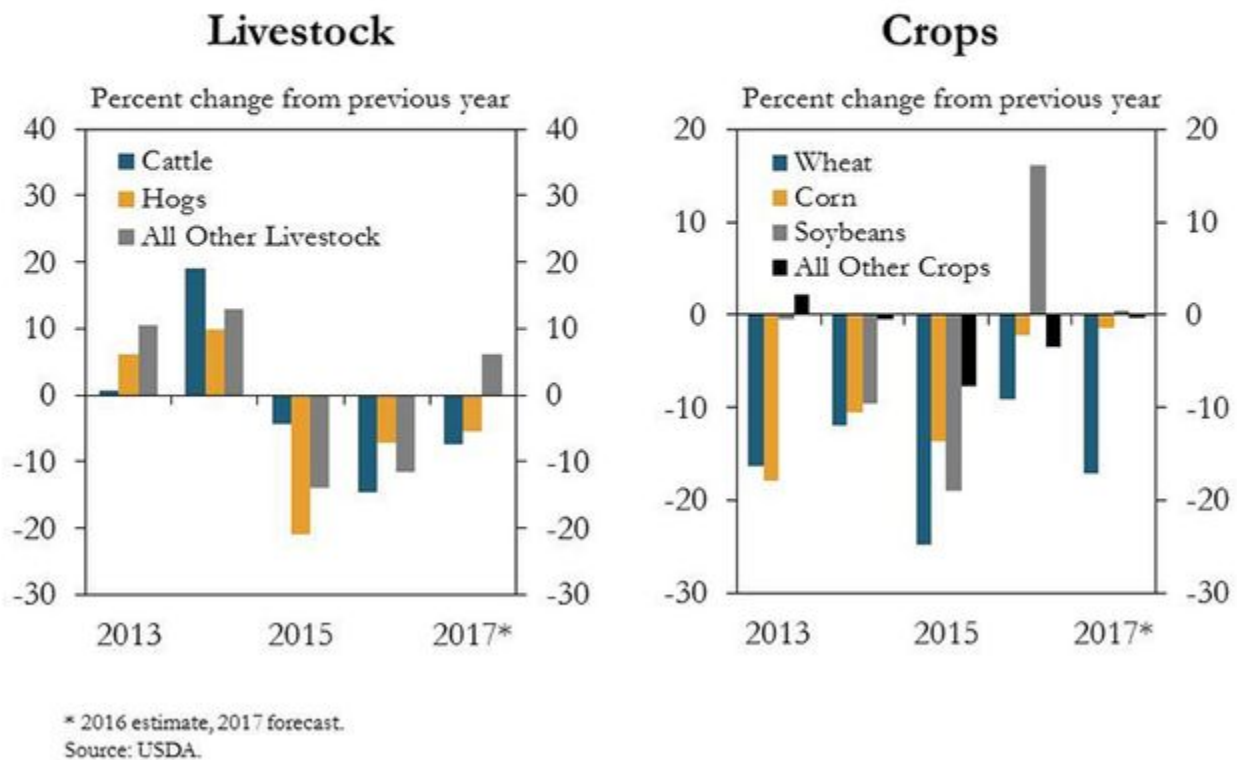 Livestock
Percent change from previous year
40
30
20
10
0
-10
-20
-30
40
30
20
10
0
-10
-20
-30
Cattle
Hogs
All Other Livestock
2013
2015
2017*
Crops
Percent change from previous year
20
10
0
-10
-20
-30
20
10
0
-10
-20
-30
Wheat
Corn
Soybeans
All Other Crops
2013
2015
2017*
* 2016 estimate, 2017 forecast.
Source: USDA.